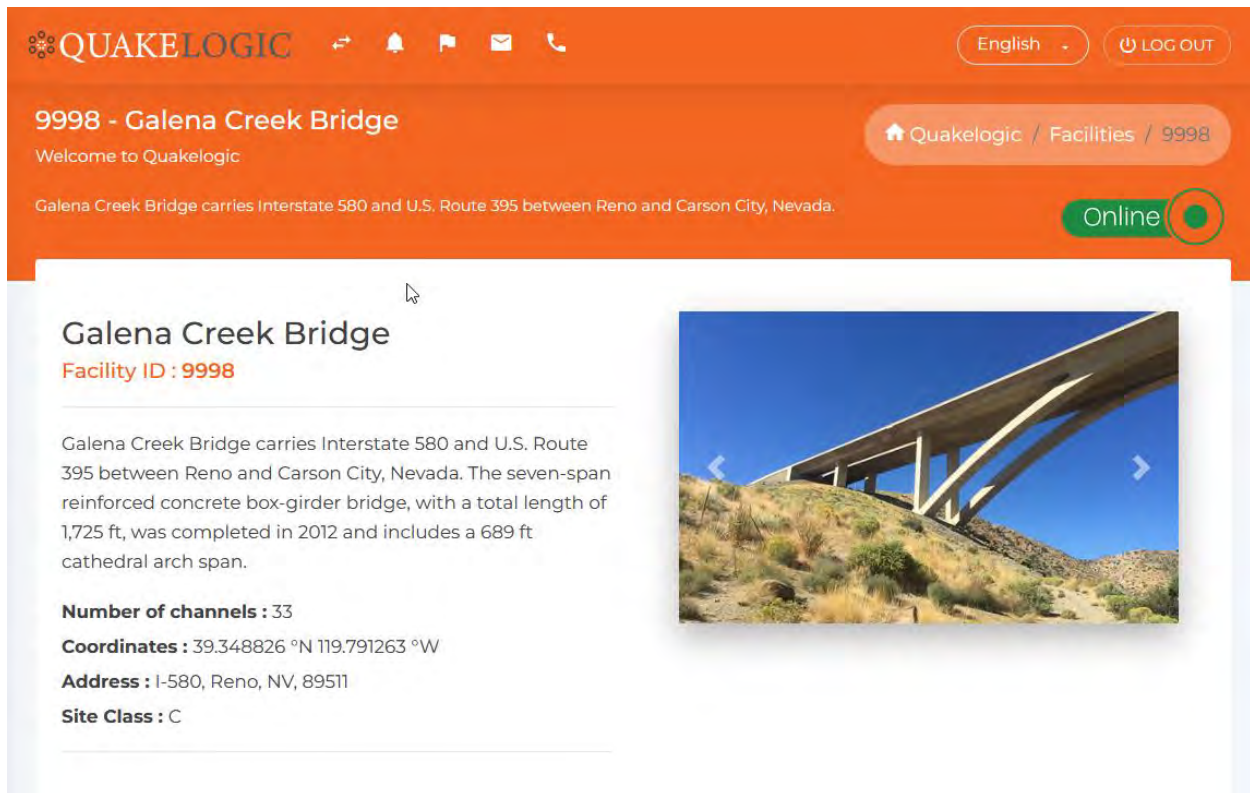 QUAKELOGIC
English
LOG OUT
9998 - Galena Creek Bridge
Welcome to Quakelogic
Quakelogic / Facilities / 9998
Galena Creek Bridge carries Interstate 580 and U.S. Route 395 between Reno and Carson City, Nevada.
Online
Galena Creek Bridge
Facility ID : 9998
Galena Creek Bridge carries Interstate 580 and U.S. Route
395 between Reno and Carson City, Nevada. The seven-span
reinforced concrete box-girder bridge, with a total length of
1,725 ft, was completed in 2012 and includes a 689 ft
cathedral arch span.
Number of channels : 33
Coordinates : 39.348826 °N 119.791263 °W
Address : I-580, Reno, NV, 89511
Site Class : C